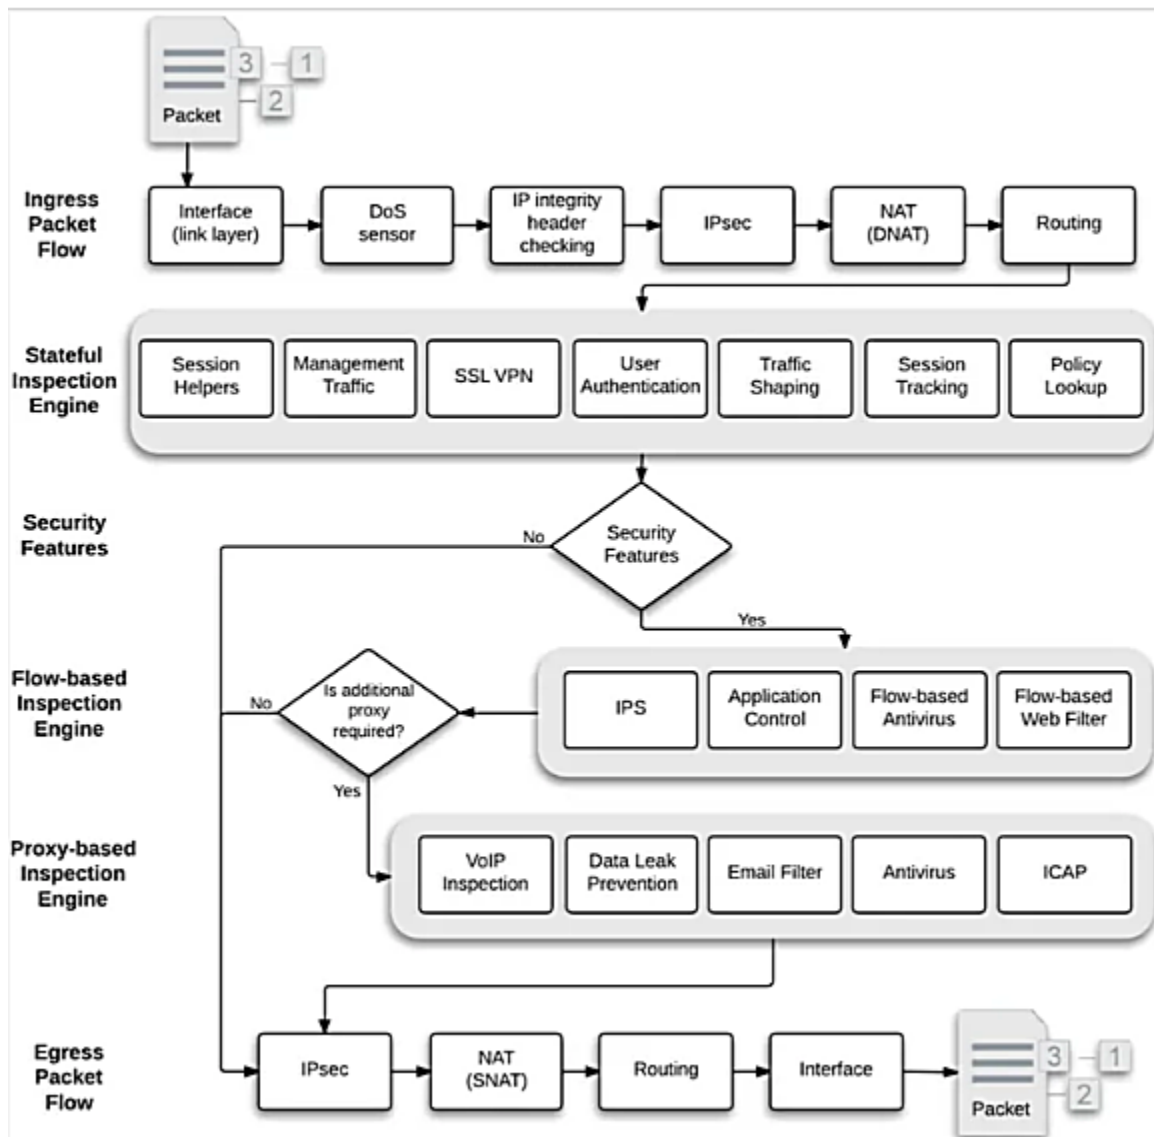 3
1
2
Packet
Ingress
Packet
Flow
Interface
(link layer)
DoS
sensor
IP integrity
header
checking
IPsec
NAT
(DNAT)
Routing
Stateful
Inspection
Engine
Session
Helpers
Management
Traffic
SSL VPN
User
Authentication
Traffic
Shaping
Session
Tracking
Policy
Lookup
Security
Features
No
Security
Features
Yes
Flow-based
Inspection
Engine
No
Is additional
proxy
required?
IPS
Application
Control
Flow-based
Antivirus
Flow-based
Web Filter
Yes
Proxy-based
Inspection
Engine
VoIP
Inspection
Data Leak
Prevention
Email Filter
Antivirus
ICAP
Egress
Packet
Flow
IPsec
NAT
(SNAT)
Routing
Interface
3
1
2
Packet